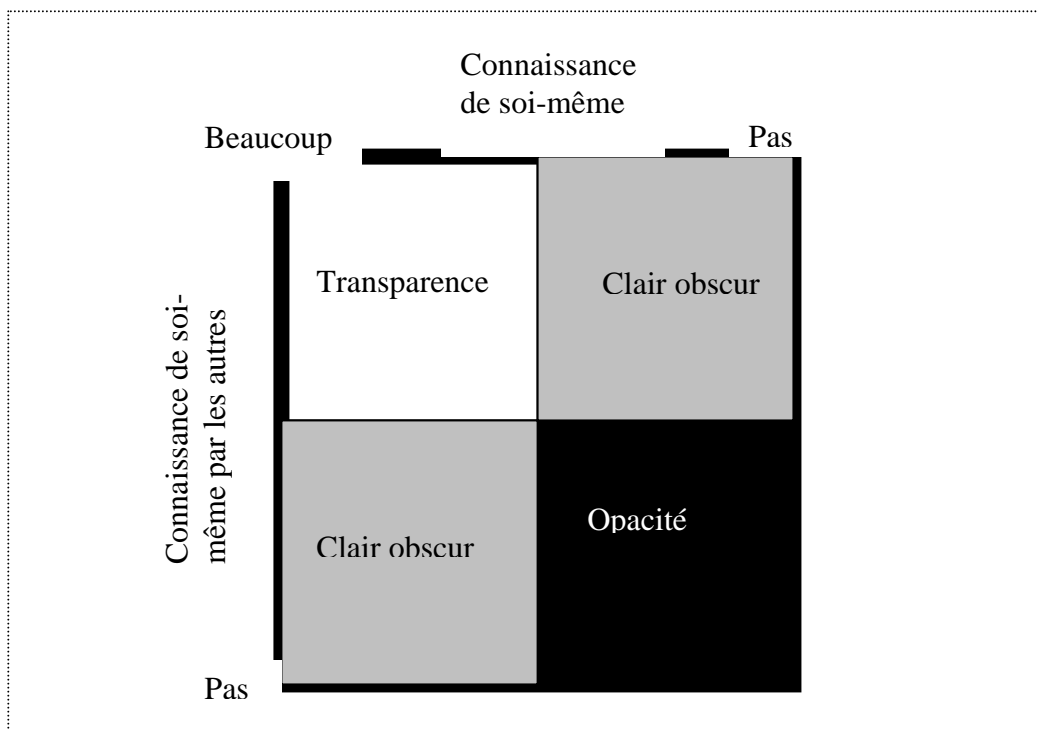 Connaissance
de soi-même
Beaucoup
Pas
Transparence
Clair obscur
Connaissance de soi-
même par les autres
Opacité
Clair obscur
Pas